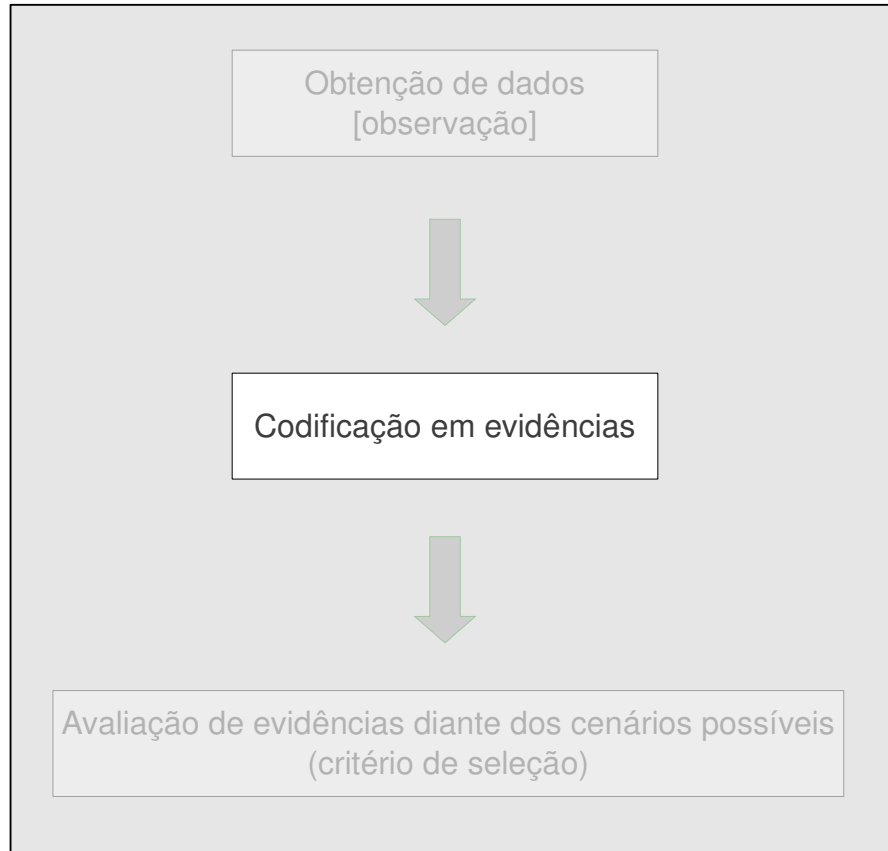 Obtenção de dados
[observação]
Codificação em evidências
Avaliação de evidências diante dos cenários possíveis
(critério de seleção)